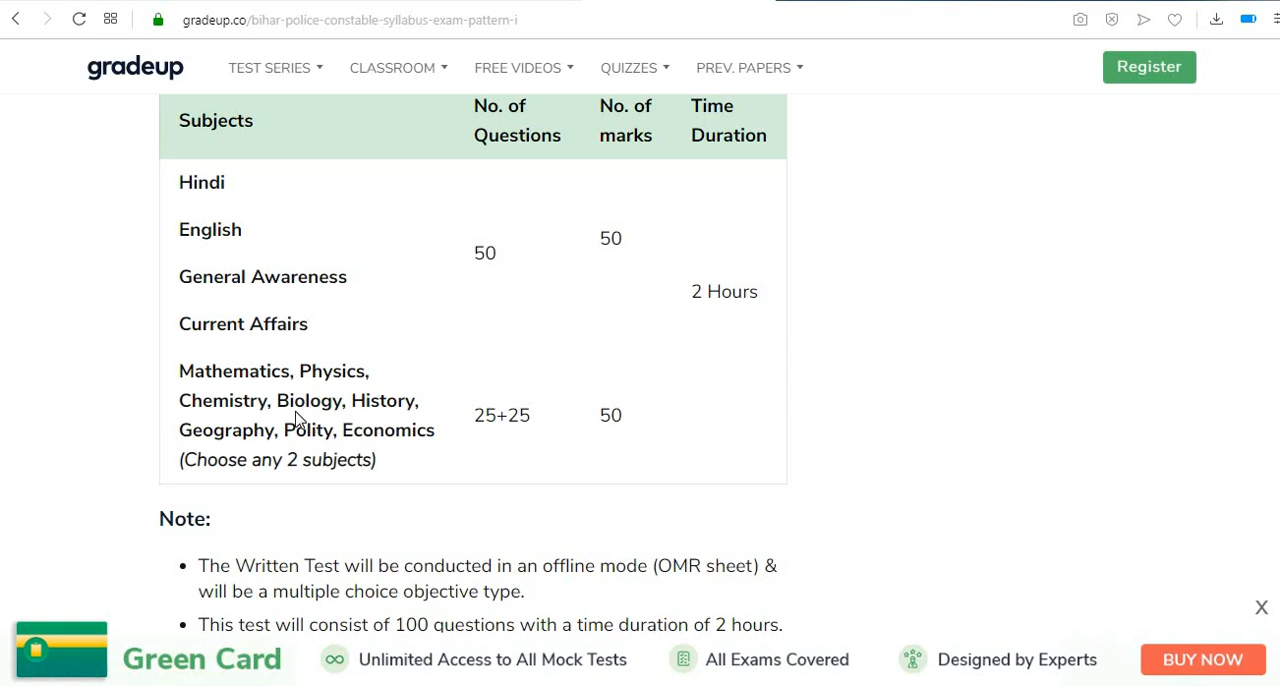 gradeup.co/bihar-police-constable-syllabus-exam-pattern-i
gradeup TEST SERIES CLASSROOM FREE VIDEOS QUIZZES PREV. PAPERS Register
Subjects
No. of Questions
No. of marks
Time Duration
Hindi
English
General Awareness
Current Affairs
50
50
2 Hours
Mathematics, Physics,
Chemistry, Biology, History,
Geography, Polity, Economics
(Choose any 2 subjects)
25+25
50
Note:
• The Written Test will be conducted in an offline mode (OMR sheet) &
will be a multiple choice objective type.
• This test will consist of 100 questions with a time duration of 2 hours.
X
Green Card Unlimited Access to All Mock Tests All Exams Covered Designed by Experts BUY NOW